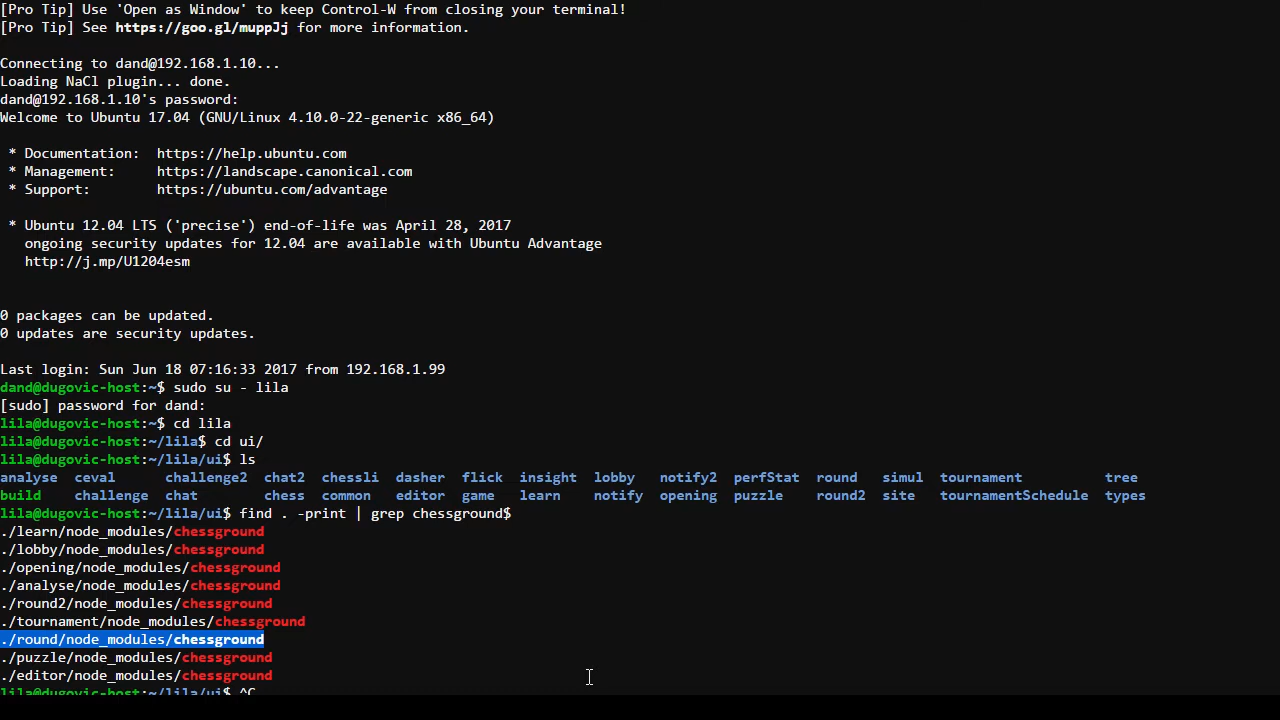 [Pro Tip] Use 'Open as Window' to keep Control-W from closing your terminal!
[Pro Tip] See https://goo.gl/muppJj for more information.
Connecting to dand@192.168.1.10...
Loading NaCl plugin... done.
dand@192.168.1.10's password:
Welcome to Ubuntu 17.04 (GNU/Linux 4.10.0-22-generic x86_64)
* Documentation:  https://help.ubuntu.com
* Management:     https://landscape.canonical.com
* Support:        https://ubuntu.com/advantage
* Ubuntu 12.04 LTS ('precise') end-of-life was April 28, 2017
ongoing security updates for 12.04 are available with Ubuntu Advantage
http://j.mp/U1204esm
0 packages can be updated.
0 updates are security updates.
Last login: Sun Jun 18 07:16:33 2017 from 192.168.1.99
dand@dugovic-host:~$ sudo su - lila
[sudo] password for dand:
lila@dugovic-host:~$ cd lila
lila@dugovic-host:~/lila$ cd ui/
lila@dugovic-host:~/lila/ui$ ls
analyse  ceval      challenge2  chat2  chessli  dasher  flick  insight  lobby   notify2  perfStat  round   simul  tournament          tree
build    challenge  chat        chess  common   editor  game   learn    notify  opening  puzzle    round2  site   tournamentSchedule  types
lila@dugovic-host:~/lila/ui$ find . -print | grep chessground$
./learn/node_modules/chessground
./lobby/node_modules/chessground
./opening/node_modules/chessground
./analyse/node_modules/chessground
./round2/node_modules/chessground
./tournament/node_modules/chessground
./round/node_modules/chessground
./puzzle/node_modules/chessground
./editor/node_modules/chessground
lila@dugovic-host:~/lila/ui$ ^C